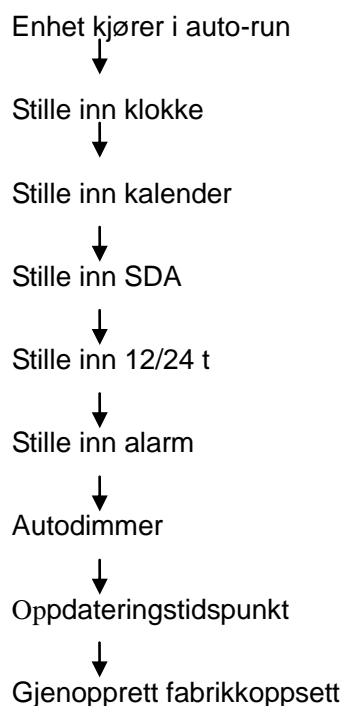 Enhet kjører i auto-run
Stille inn klokke
Stille inn kalender
Stille inn SDA
Stille inn 12/24 t
Stille inn alarm
Autodimmer
Oppdateringstidspunkt
Gjenopprett fabrikkoppsett